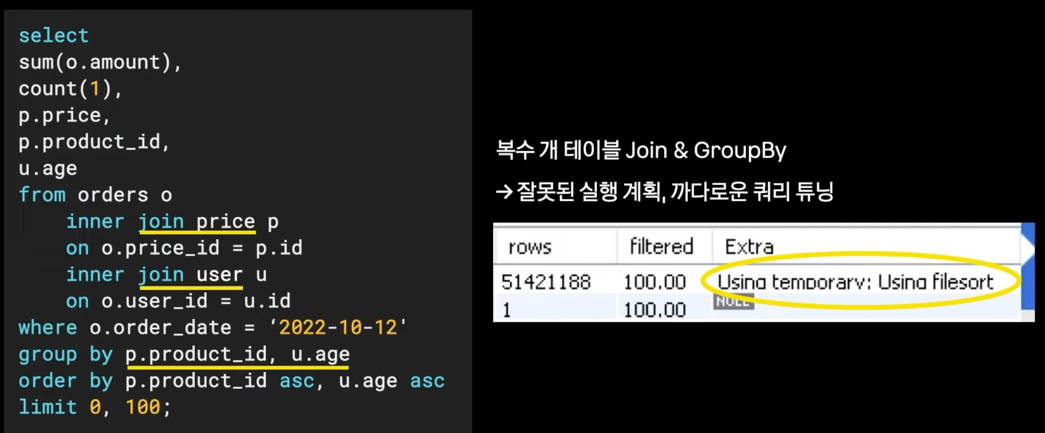 select
sum(o.amount),
count(1),
p.price,
p.product_id,
u.age
from orders o
inner join price p
on o.price_id = p.id
inner join user u
on o.user_id = u.id
where o.order_date = ‘2022-10-12'
group by p.product_id, u.age
order by p.product_id asc, u.age asc
limit 0, 100;
복수 개 테이블 Join & GroupBy
→ 잘못된 실행 계획, 까다로운 쿼리 튜닝
rows filtered Extra
51421188 100.00 Using temporary; Using filesort
1 100.00 NULL